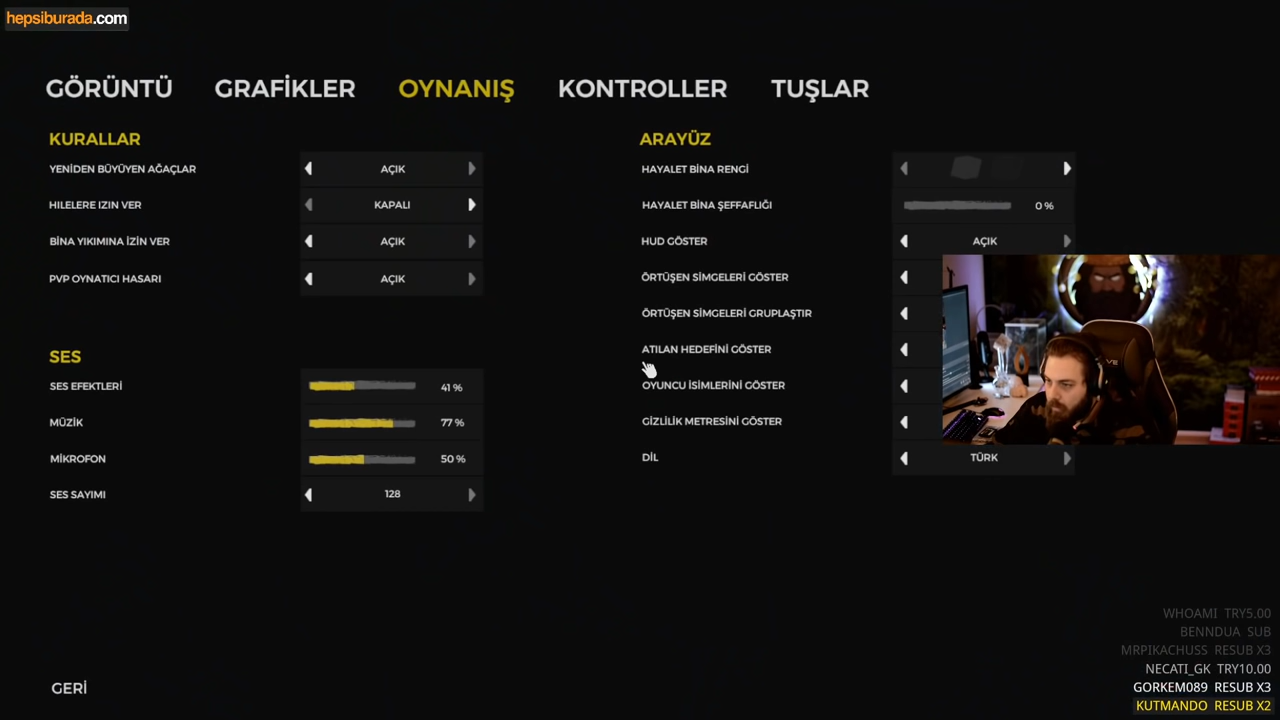 hepsiburada.com
GÖRÜNTÜ GRAFİKLER OYNANIŞ KONTROLLER TUŞLAR
KURALLAR
YENİDEN BÜYÜYEN AĞAÇLAR AÇIK
HILELERE IZIN VER KAPALI
BİNA YIKIMINA İZİN VER AÇIK
PVP OYNATICI HASARI AÇIK
SES
SES EFEKTLERİ 41 %
MÜZİK 77 %
MİKROFON 50 %
SES SAYIMI 128
ARAYÜZ
HAYALET BİNA RENGİ
HAYALET BİNA ŞEFFAFLIĞI 0 %
HUD GÖSTER AÇIK
ÖRTÜŞEN SİMGELERİ GÖSTER
ÖRTÜŞEN SİMGELERİ GRUPLAŞTIR
ATILAN HEDEFİNİ GÖSTER
OYUNCU İSİMLERİNİ GÖSTER
GİZLİLİK METRESİNİ GÖSTER
DİL TÜRK
GERİ
WHOAMI TRY5.00
BENNDUA SUB
MRPIKACHUSS RESUB X3
NECATI_GK TRY10.00
GORKEM089 RESUB X3
KUTMANDO RESUB X2